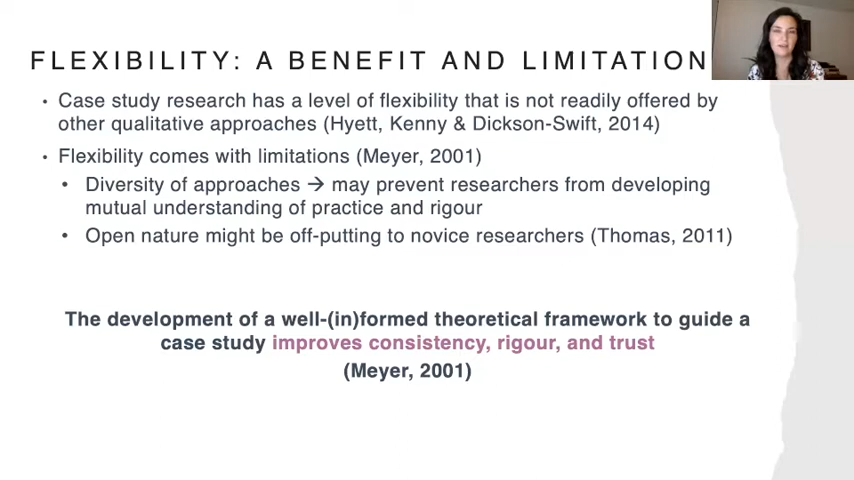 FLEXIBILITY: A BENEFIT AND LIMITATION
• Case study research has a level of flexibility that is not readily offered by
other qualitative approaches (Hyett, Kenny & Dickson-Swift, 2014)
• Flexibility comes with limitations (Meyer, 2001)
• Diversity of approaches → may prevent researchers from developing
mutual understanding of practice and rigour
• Open nature might be off-putting to novice researchers (Thomas, 2011)
The development of a well-(in)formed theoretical framework to guide a
case study improves consistency, rigour, and trust
(Meyer, 2001)